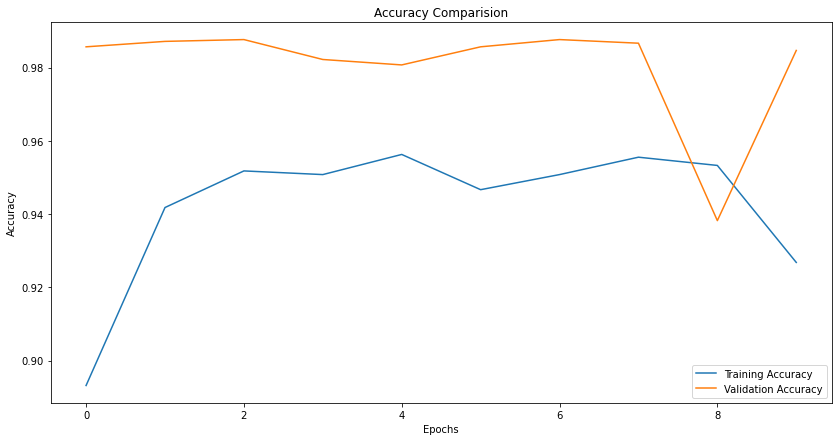 Accuracy Comparision
0.98
0.96
0.94
0.92
0.90
Accuracy
0 2 4 6 8
Epochs
Training Accuracy
Validation Accuracy